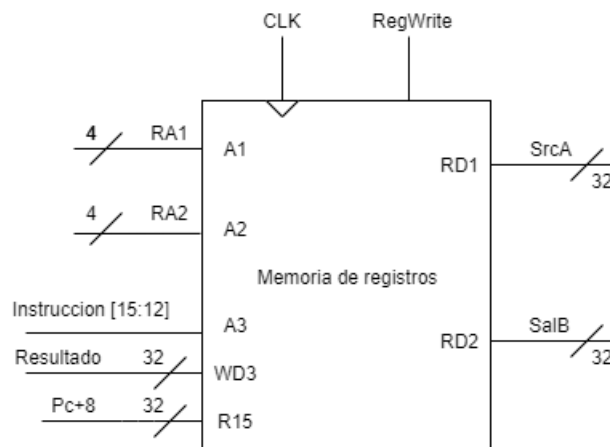 CLK RegWrite
4 RA1
A1
RD1
SrcA
32
4 RA2
A2
Memoria de registros
Instruccion [15:12]
A3
RD2
SalB
32
Resultado 32
WD3
Pc+8 32
R15